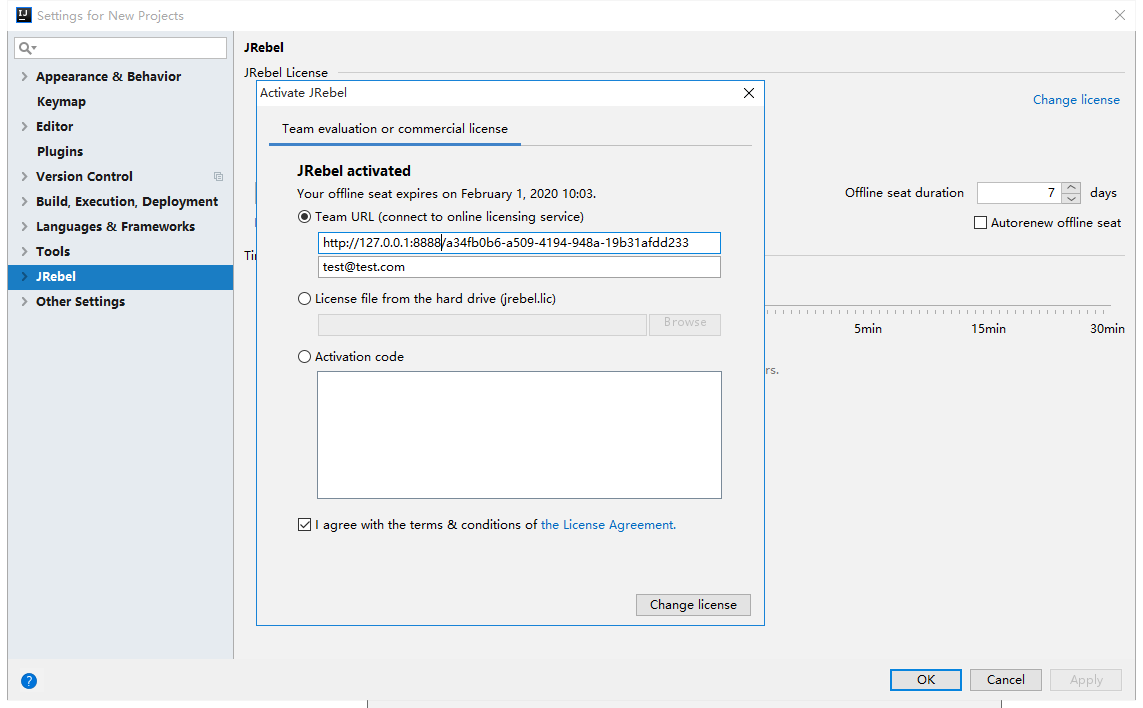 Settings for New Projects
JRebel
JRebel License
Appearance & Behavior
Keymap
Editor
Plugins
Version Control
Build, Execution, Deployment
Languages & Frameworks
Tools
JRebel
Other Settings
Change license
Offline seat duration 7 days
Autorenew offline seat
5min 15min 30min
rs.
Activate JRebel
Team evaluation or commercial license
JRebel activated
Your offline seat expires on February 1, 2020 10:03.
Team URL (connect to online licensing service)
http://127.0.0.1:8888/a34fb0b6-a509-4194-948a-19b31afdd233
test@test.com
License file from the hard drive (jrebel.lic)
Browse
Activation code
I agree with the terms & conditions of the License Agreement.
Change license
?
OK Cancel Apply